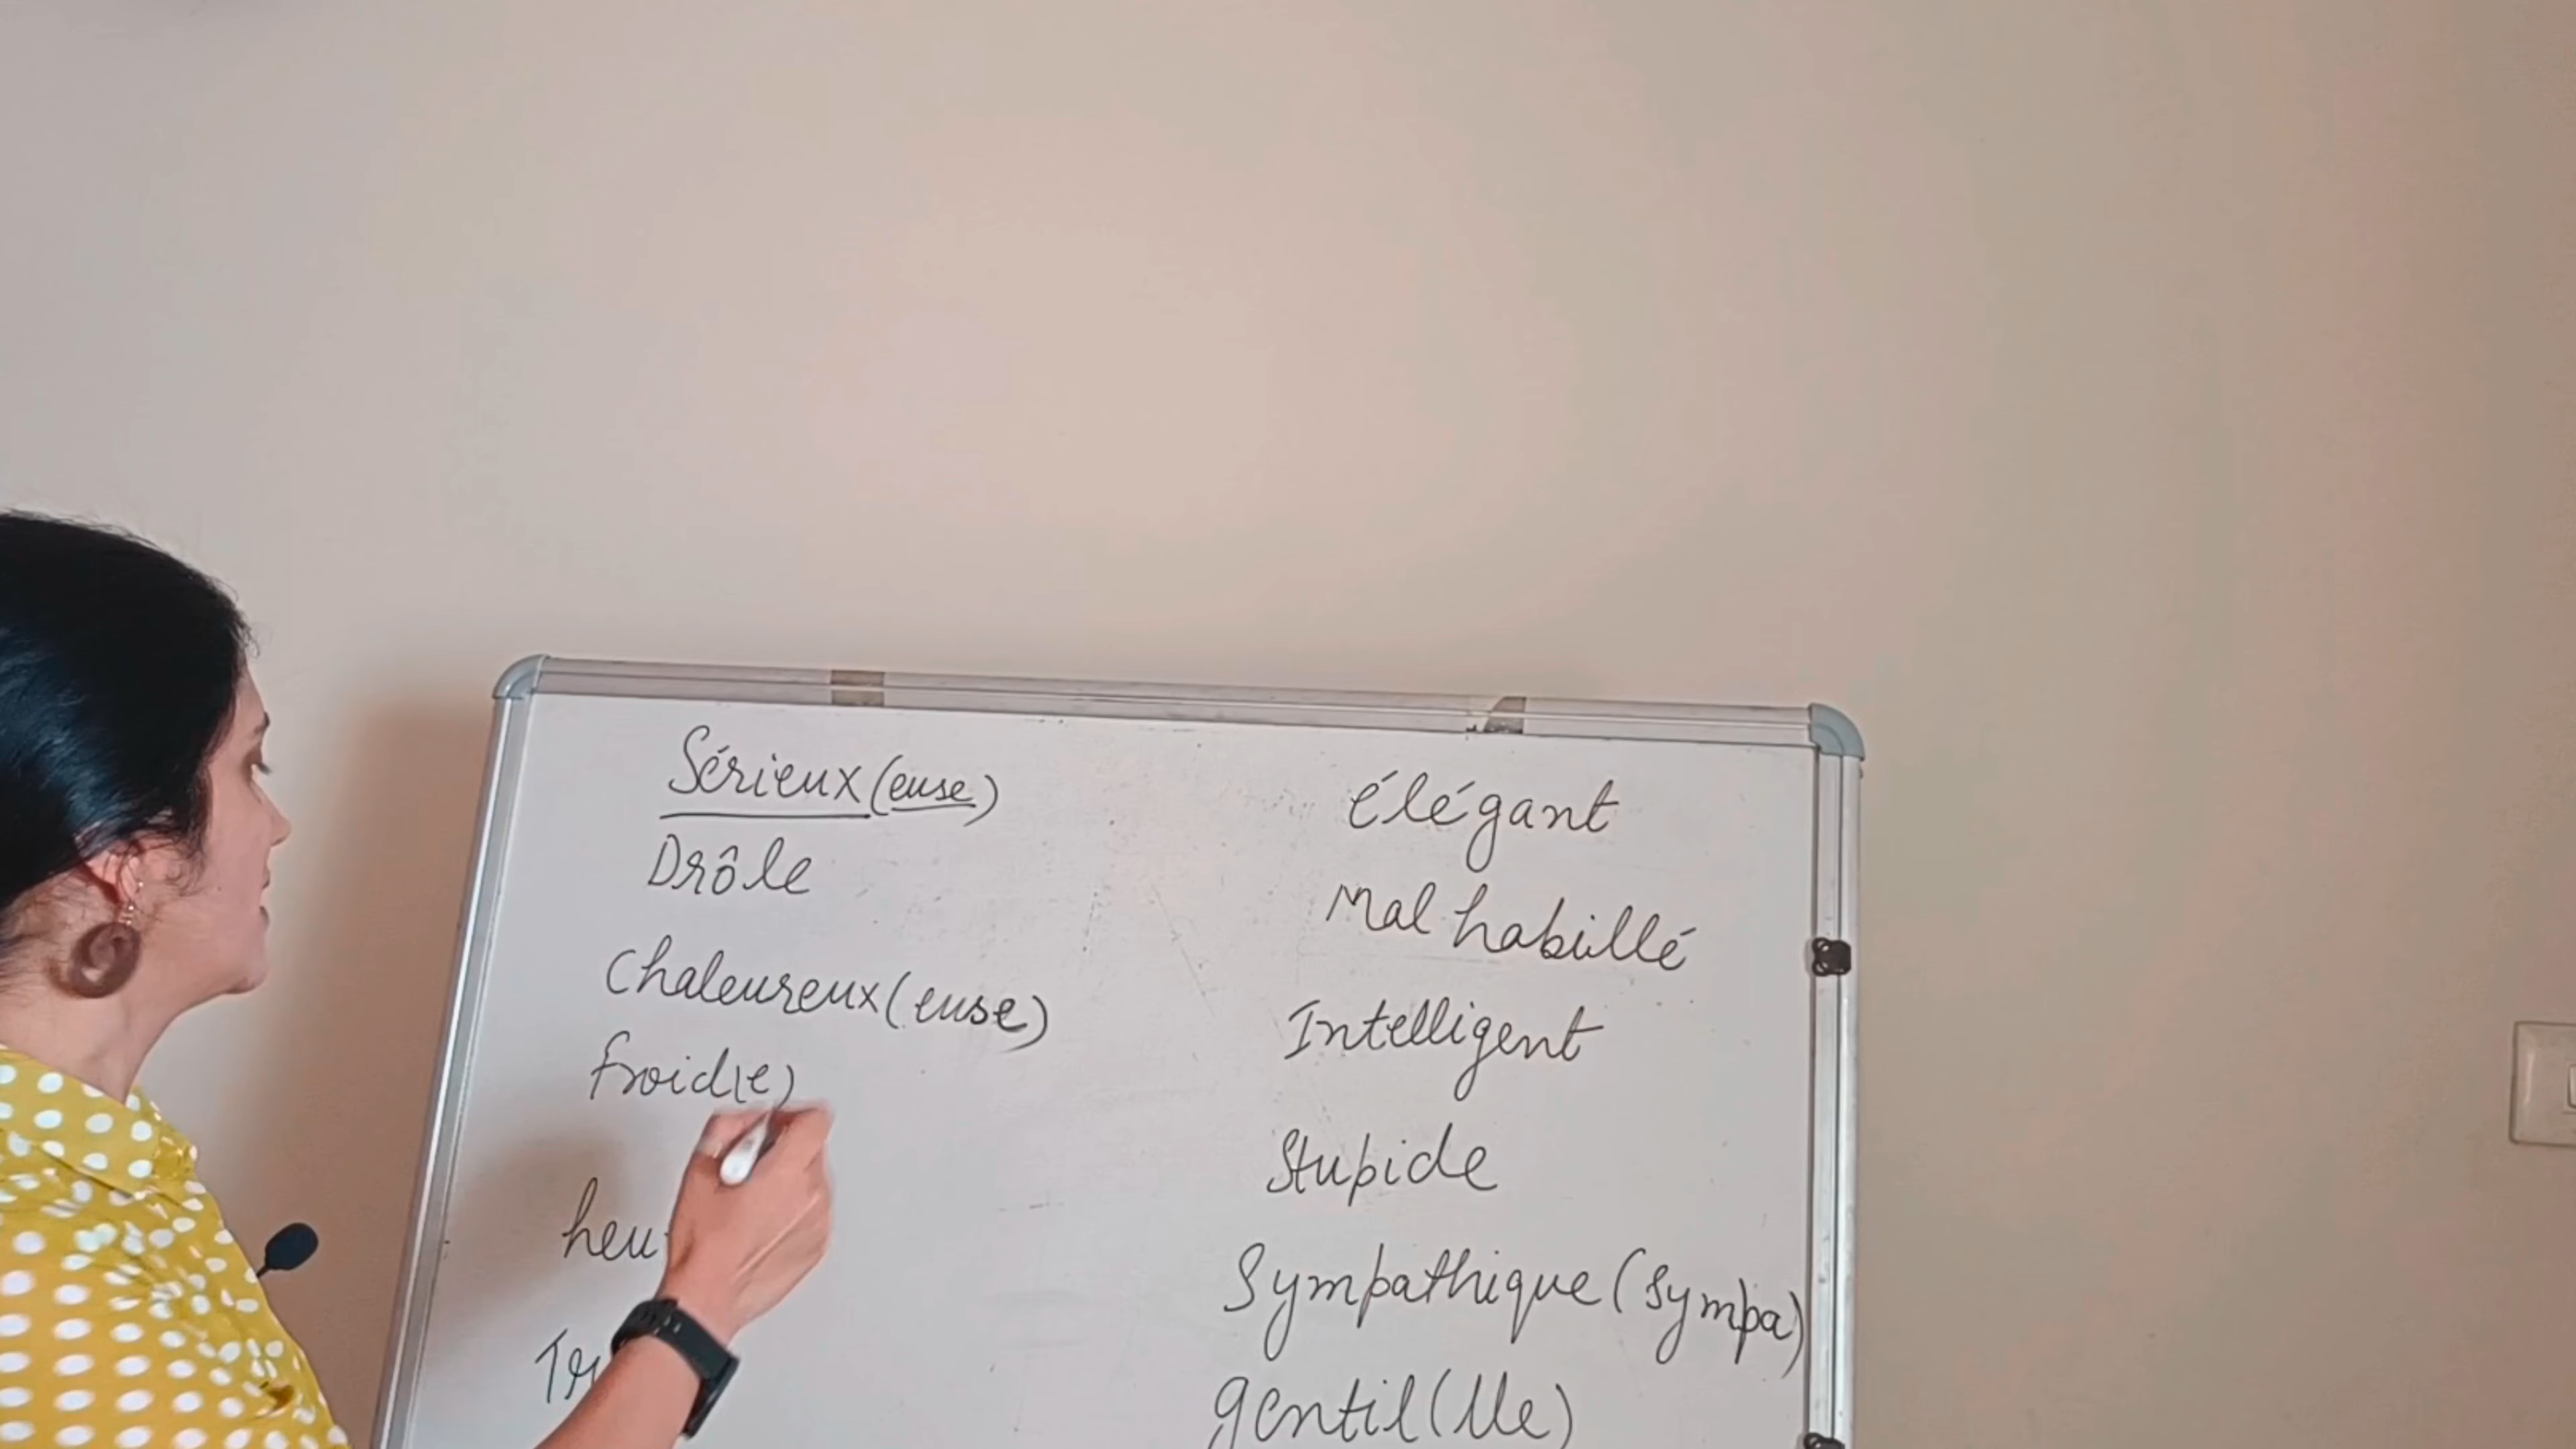 Sérieux (euse)
Drôle
Chaleureux (euse)
froid(e)
élégant
Mal habillé
Intelligent
Stupide
Sympathique (sympa)
gentil (lle)